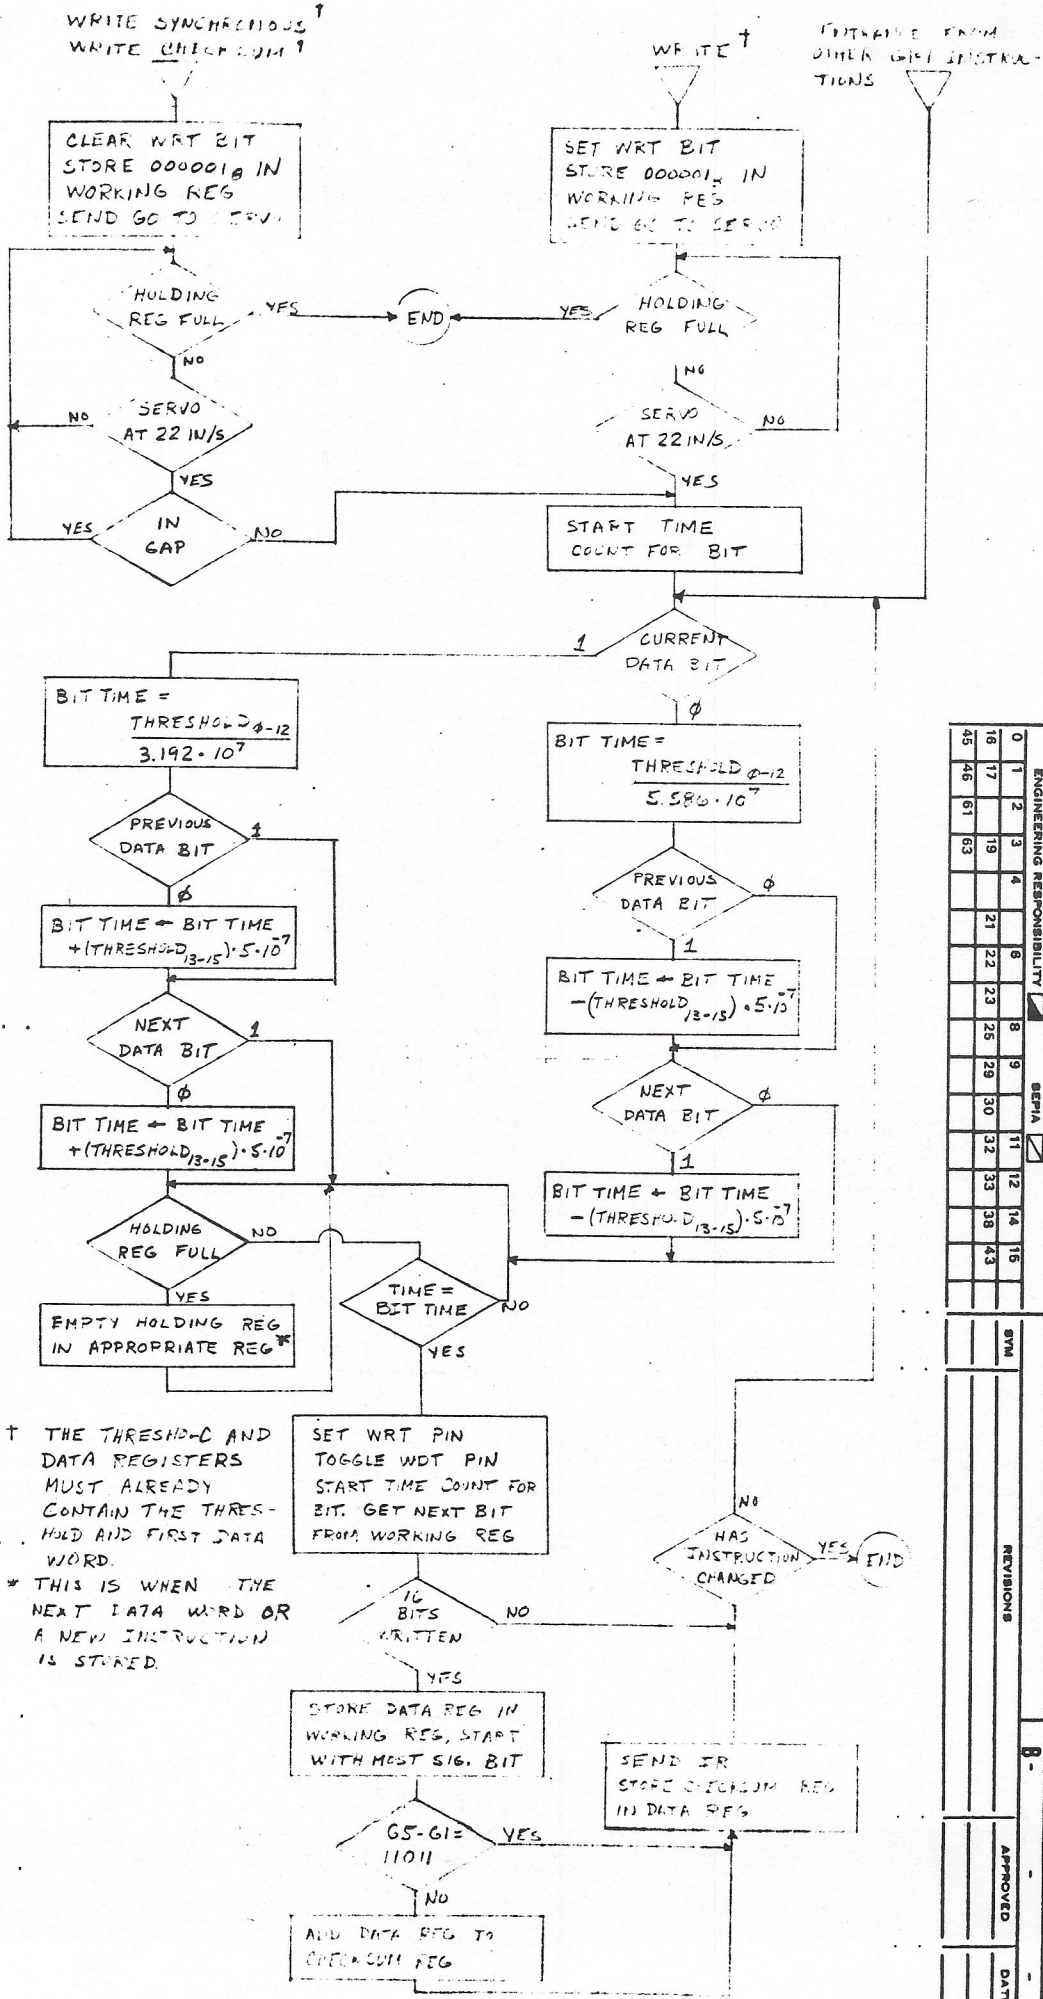 WRITE SYNCHRONOUS †
WRITE CHECKSUM †
WRITE †
ENTRANCE FROM
OTHER INSTRUC-
TIONS
CLEAR WRT BIT
STORE 000001₈ IN
WORKING REG
SEND GO TO SERVO
SET WRT BIT
STORE 000001₈ IN
WORKING REG
SEND GO TO SERVO
HOLDING
REG FULL
YES
END
YES
HOLDING
REG FULL
NO
NO
SERVO
AT 22 IN/S
NO
SERVO
AT 22 IN/S
NO
YES
YES
IN
GAP
YES
NO
START TIME
COUNT FOR BIT
CURRENT
DATA BIT
1
∅
BIT TIME =
THRESHOLD ∅-12
3.192·10⁷
BIT TIME =
THRESHOLD ∅-12
5.586·10⁷
PREVIOUS
DATA BIT
1
∅
PREVIOUS
DATA BIT
∅
1
BIT TIME ← BIT TIME
+(THRESHOLD 13-15)·5·10⁻⁷
BIT TIME ← BIT TIME
-(THRESHOLD 13-15)·5·10⁻⁷
NEXT
DATA BIT
1
∅
NEXT
DATA BIT
∅
1
BIT TIME ← BIT TIME
+(THRESHOLD 13-15)·5·10⁻⁷
BIT TIME ← BIT TIME
-(THRESHOLD 13-15)·5·10⁻⁷
HOLDING
REG FULL
NO
YES
TIME =
BIT TIME
NO
YES
EMPTY HOLDING REG
IN APPROPRIATE REG*
† THE THRESHOLD AND
DATA REGISTERS
MUST ALREADY
CONTAIN THE THRES-
HOLD AND FIRST DATA
WORD.
* THIS IS WHEN THE
NEXT DATA WORD OR
A NEW INSTRUCTION
IS STORED.
SET WRT PIN
TOGGLE WDT PIN
START TIME COUNT FOR
BIT. GET NEXT BIT
FROM WORKING REG
NO
HAS
INSTRUCTION
CHANGED
YES
END
16
BITS
WRITTEN
NO
YES
STORE DATA REG IN
WORKING REG, START
WITH MOST SIG. BIT
SEND IR
STORE CHECKSUM REG
IN DATA REG
G5-G1=
11011
YES
NO
ADD DATA REG TO
CHECKSUM REG
ENGINEERING RESPONSIBILITY SEPIA
0 1 2 3 4 6 8 9 11 12 14 15
16 17 19 21 22 23 25 29 30 32 33 38 43
45 46 61 63
SYM REVISIONS APPROVED
B - - -